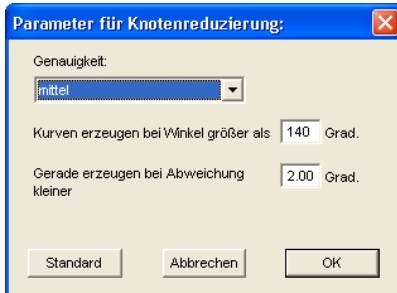 Parameter für Knotenreduzierung:
Genauigkeit:
mittel
Kurven erzeugen bei Winkel größer als 140 Grad.
Gerade erzeugen bei Abweichung kleiner 2.00 Grad.
Standard Abbrechen OK